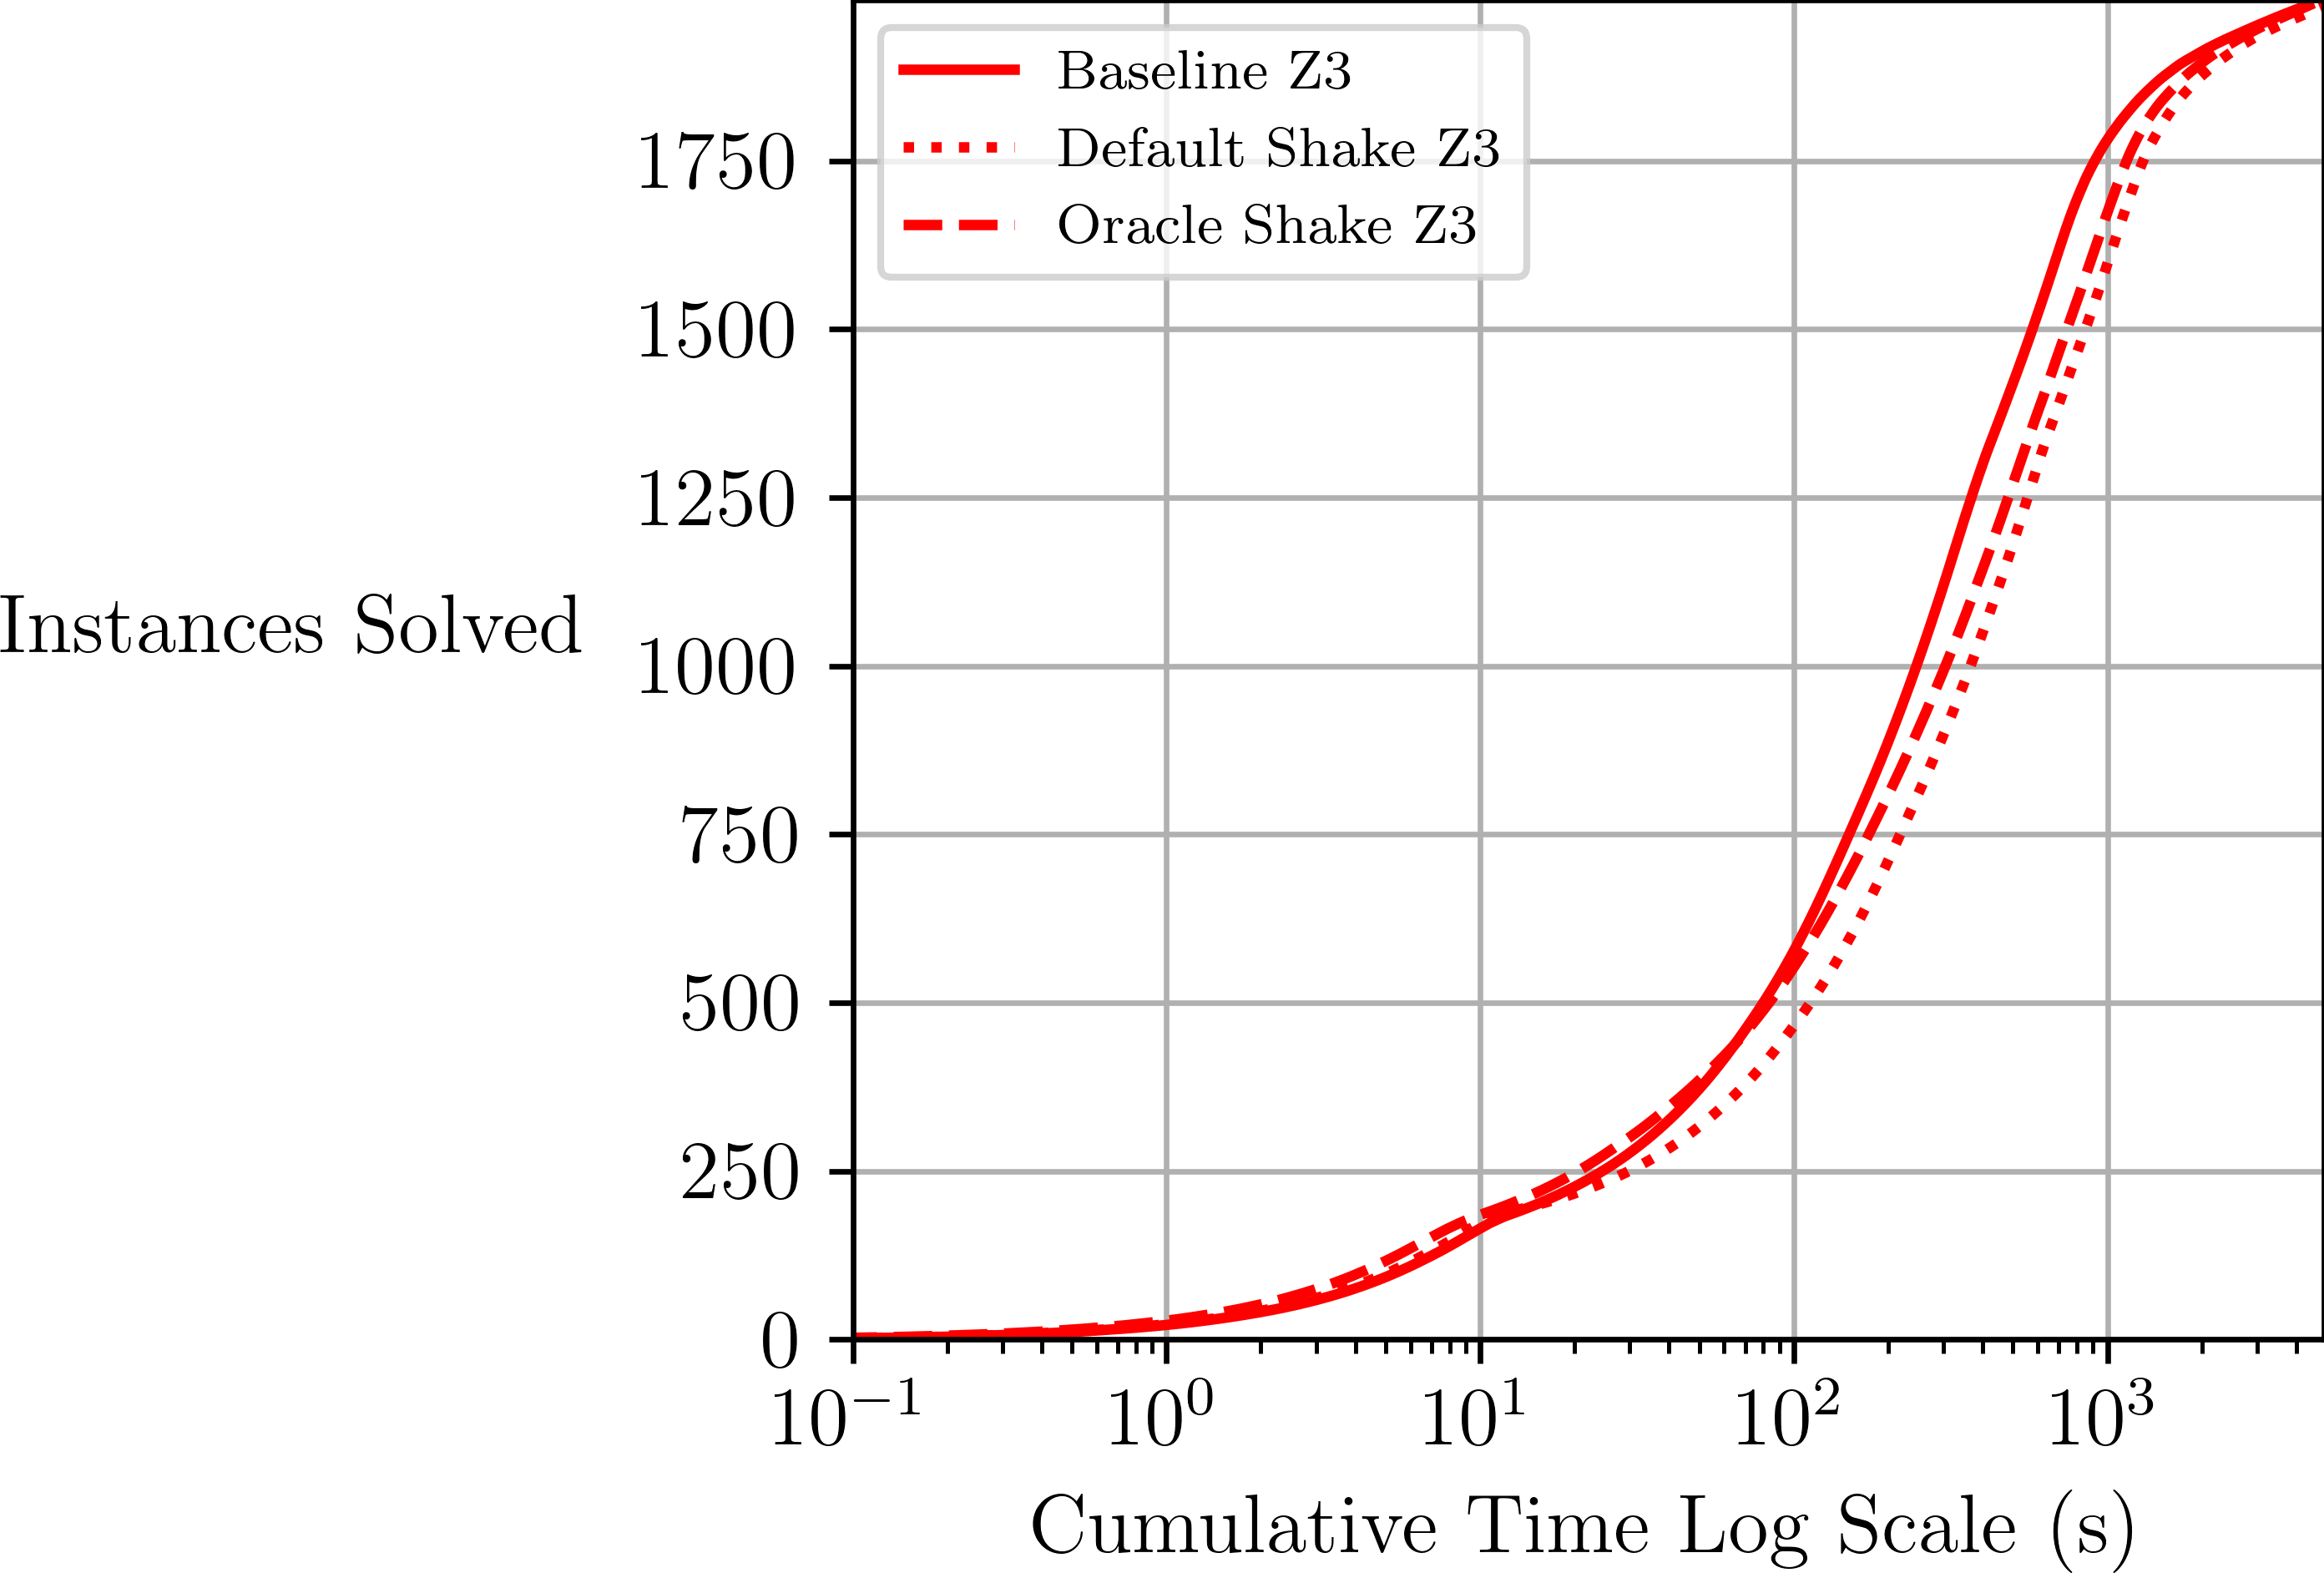 Baseline Z3
Default Shake Z3
Oracle Shake Z3
1750
1500
1250
1000
750
500
250
0
Instances Solved
10⁻¹ 10⁰ 10¹ 10² 10³
Cumulative Time Log Scale (s)